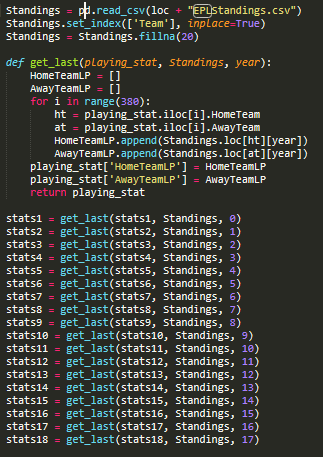 Standings = pd.read_csv(loc + "EPLStandings.csv")
Standings.set_index(['Team'], inplace=True)
Standings = Standings.fillna(20)
def get_last(playing_stat, Standings, year):
    HomeTeamLP = []
    AwayTeamLP = []
    for i in range(380):
        ht = playing_stat.iloc[i].HomeTeam
        at = playing_stat.iloc[i].AwayTeam
        HomeTeamLP.append(Standings.loc[ht][year])
        AwayTeamLP.append(Standings.loc[at][year])
    playing_stat['HomeTeamLP'] = HomeTeamLP
    playing_stat['AwayTeamLP'] = AwayTeamLP
    return playing_stat
stats1 = get_last(stats1, Standings, 0)
stats2 = get_last(stats2, Standings, 1)
stats3 = get_last(stats3, Standings, 2)
stats4 = get_last(stats4, Standings, 3)
stats5 = get_last(stats5, Standings, 4)
stats6 = get_last(stats6, Standings, 5)
stats7 = get_last(stats7, Standings, 6)
stats8 = get_last(stats8, Standings, 7)
stats9 = get_last(stats9, Standings, 8)
stats10 = get_last(stats10, Standings, 9)
stats11 = get_last(stats11, Standings, 10)
stats12 = get_last(stats12, Standings, 11)
stats13 = get_last(stats13, Standings, 12)
stats14 = get_last(stats14, Standings, 13)
stats15 = get_last(stats15, Standings, 14)
stats16 = get_last(stats16, Standings, 15)
stats17 = get_last(stats17, Standings, 16)
stats18 = get_last(stats18, Standings, 17)